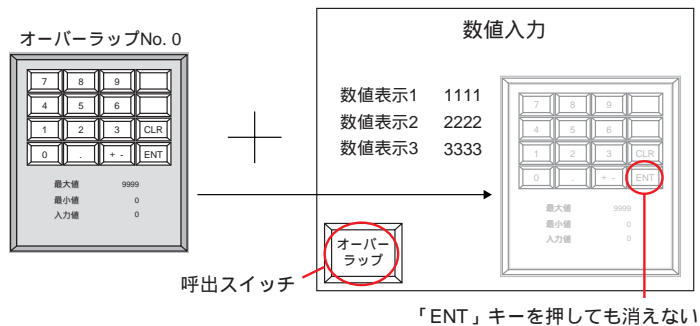 オーバーラップNo. 0
7 8 9
4 5 6
1 2 3 CLR
0 . + - ENT
最大値 9999
最小値 0
入力値 0
数値入力
数値表示1 1111
数値表示2 2222
数値表示3 3333
7 8 9
4 5 6
1 2 3 CLR
0 . + - ENT
最大値 9999
最小値 0
入力値 0
オーバー
ラップ
呼出スイッチ
「ENT」キーを押しても消えない